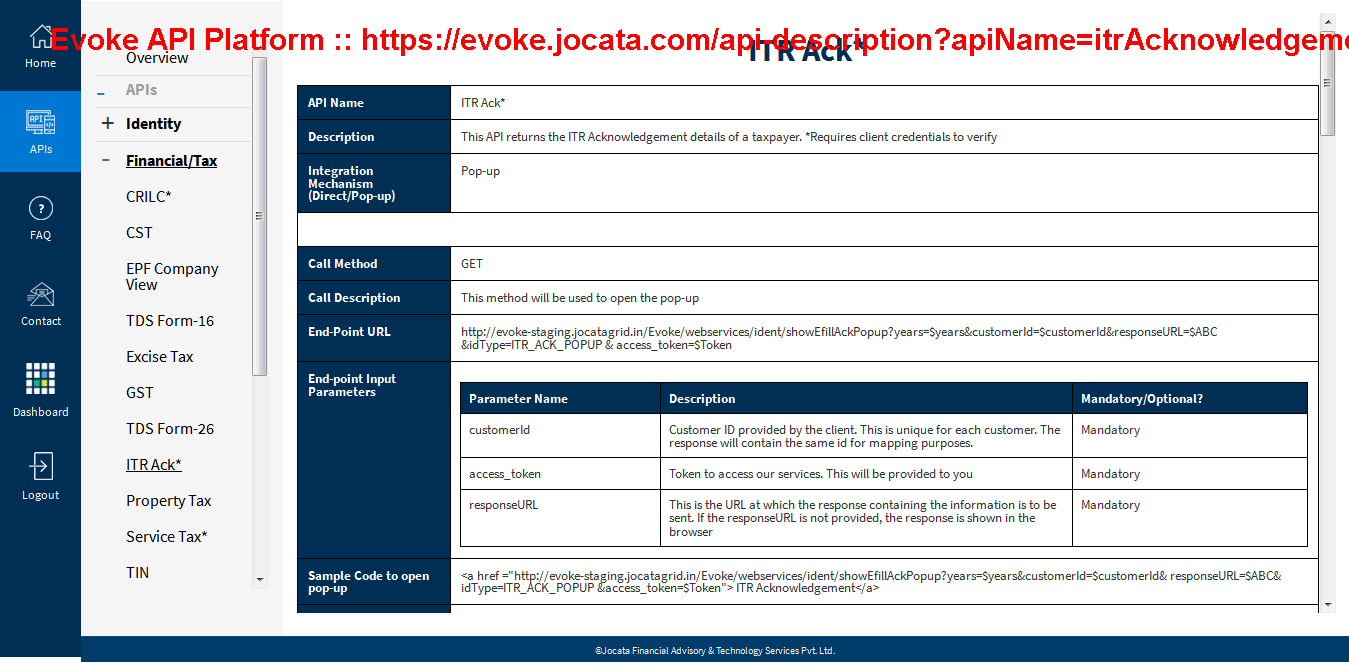 Evoke API Platform :: https://evoke.jocata.com/api-description?apiName=itrAcknowledgeme
Home
APIs
FAQ
Contact
Dashboard
Logout
Overview
APIs
Identity
Financial/Tax
CRILC*
CST
EPF Company
View
TDS Form-16
Excise Tax
GST
TDS Form-26
ITR Ack*
Property Tax
Service Tax*
TIN
ITR Ack*
API Name ITR Ack*
Description This API returns the ITR Acknowledgement details of a taxpayer. *Requires client credentials to verify
Integration
Mechanism
(Direct/Pop-up)
Pop-up
Call Method GET
Call Description This method will be used to open the pop-up
End-Point URL http://evoke-staging.jocatagrid.in/Evoke/webservices/ident/showEfillAckPopup?years=$years&customerId=$customerId&responseURL=$ABC
&idType=ITR_ACK_POPUP & access_token=$Token
End-point Input
Parameters
Parameter Name Description Mandatory/Optional?
customerId Customer ID provided by the client. This is unique for each customer. The Mandatory
response will contain the same id for mapping purposes.
access_token Token to access our services. This will be provided to you Mandatory
responseURL This is the URL at which the response containing the information is to be Mandatory
sent. If the responseURL is not provided, the response is shown in the
browser
Sample Code to open
pop-up
<a href ="http://evoke-staging.jocatagrid.in/Evoke/webservices/ident/showEfillAckPopup?years=$years&customerId=$customerId& responseURL=$ABC&
idType=ITR_ACK_POPUP &access_token=$Token"> ITR Acknowledgement</a>
©Jocata Financial Advisory & Technology Services Pvt. Ltd.